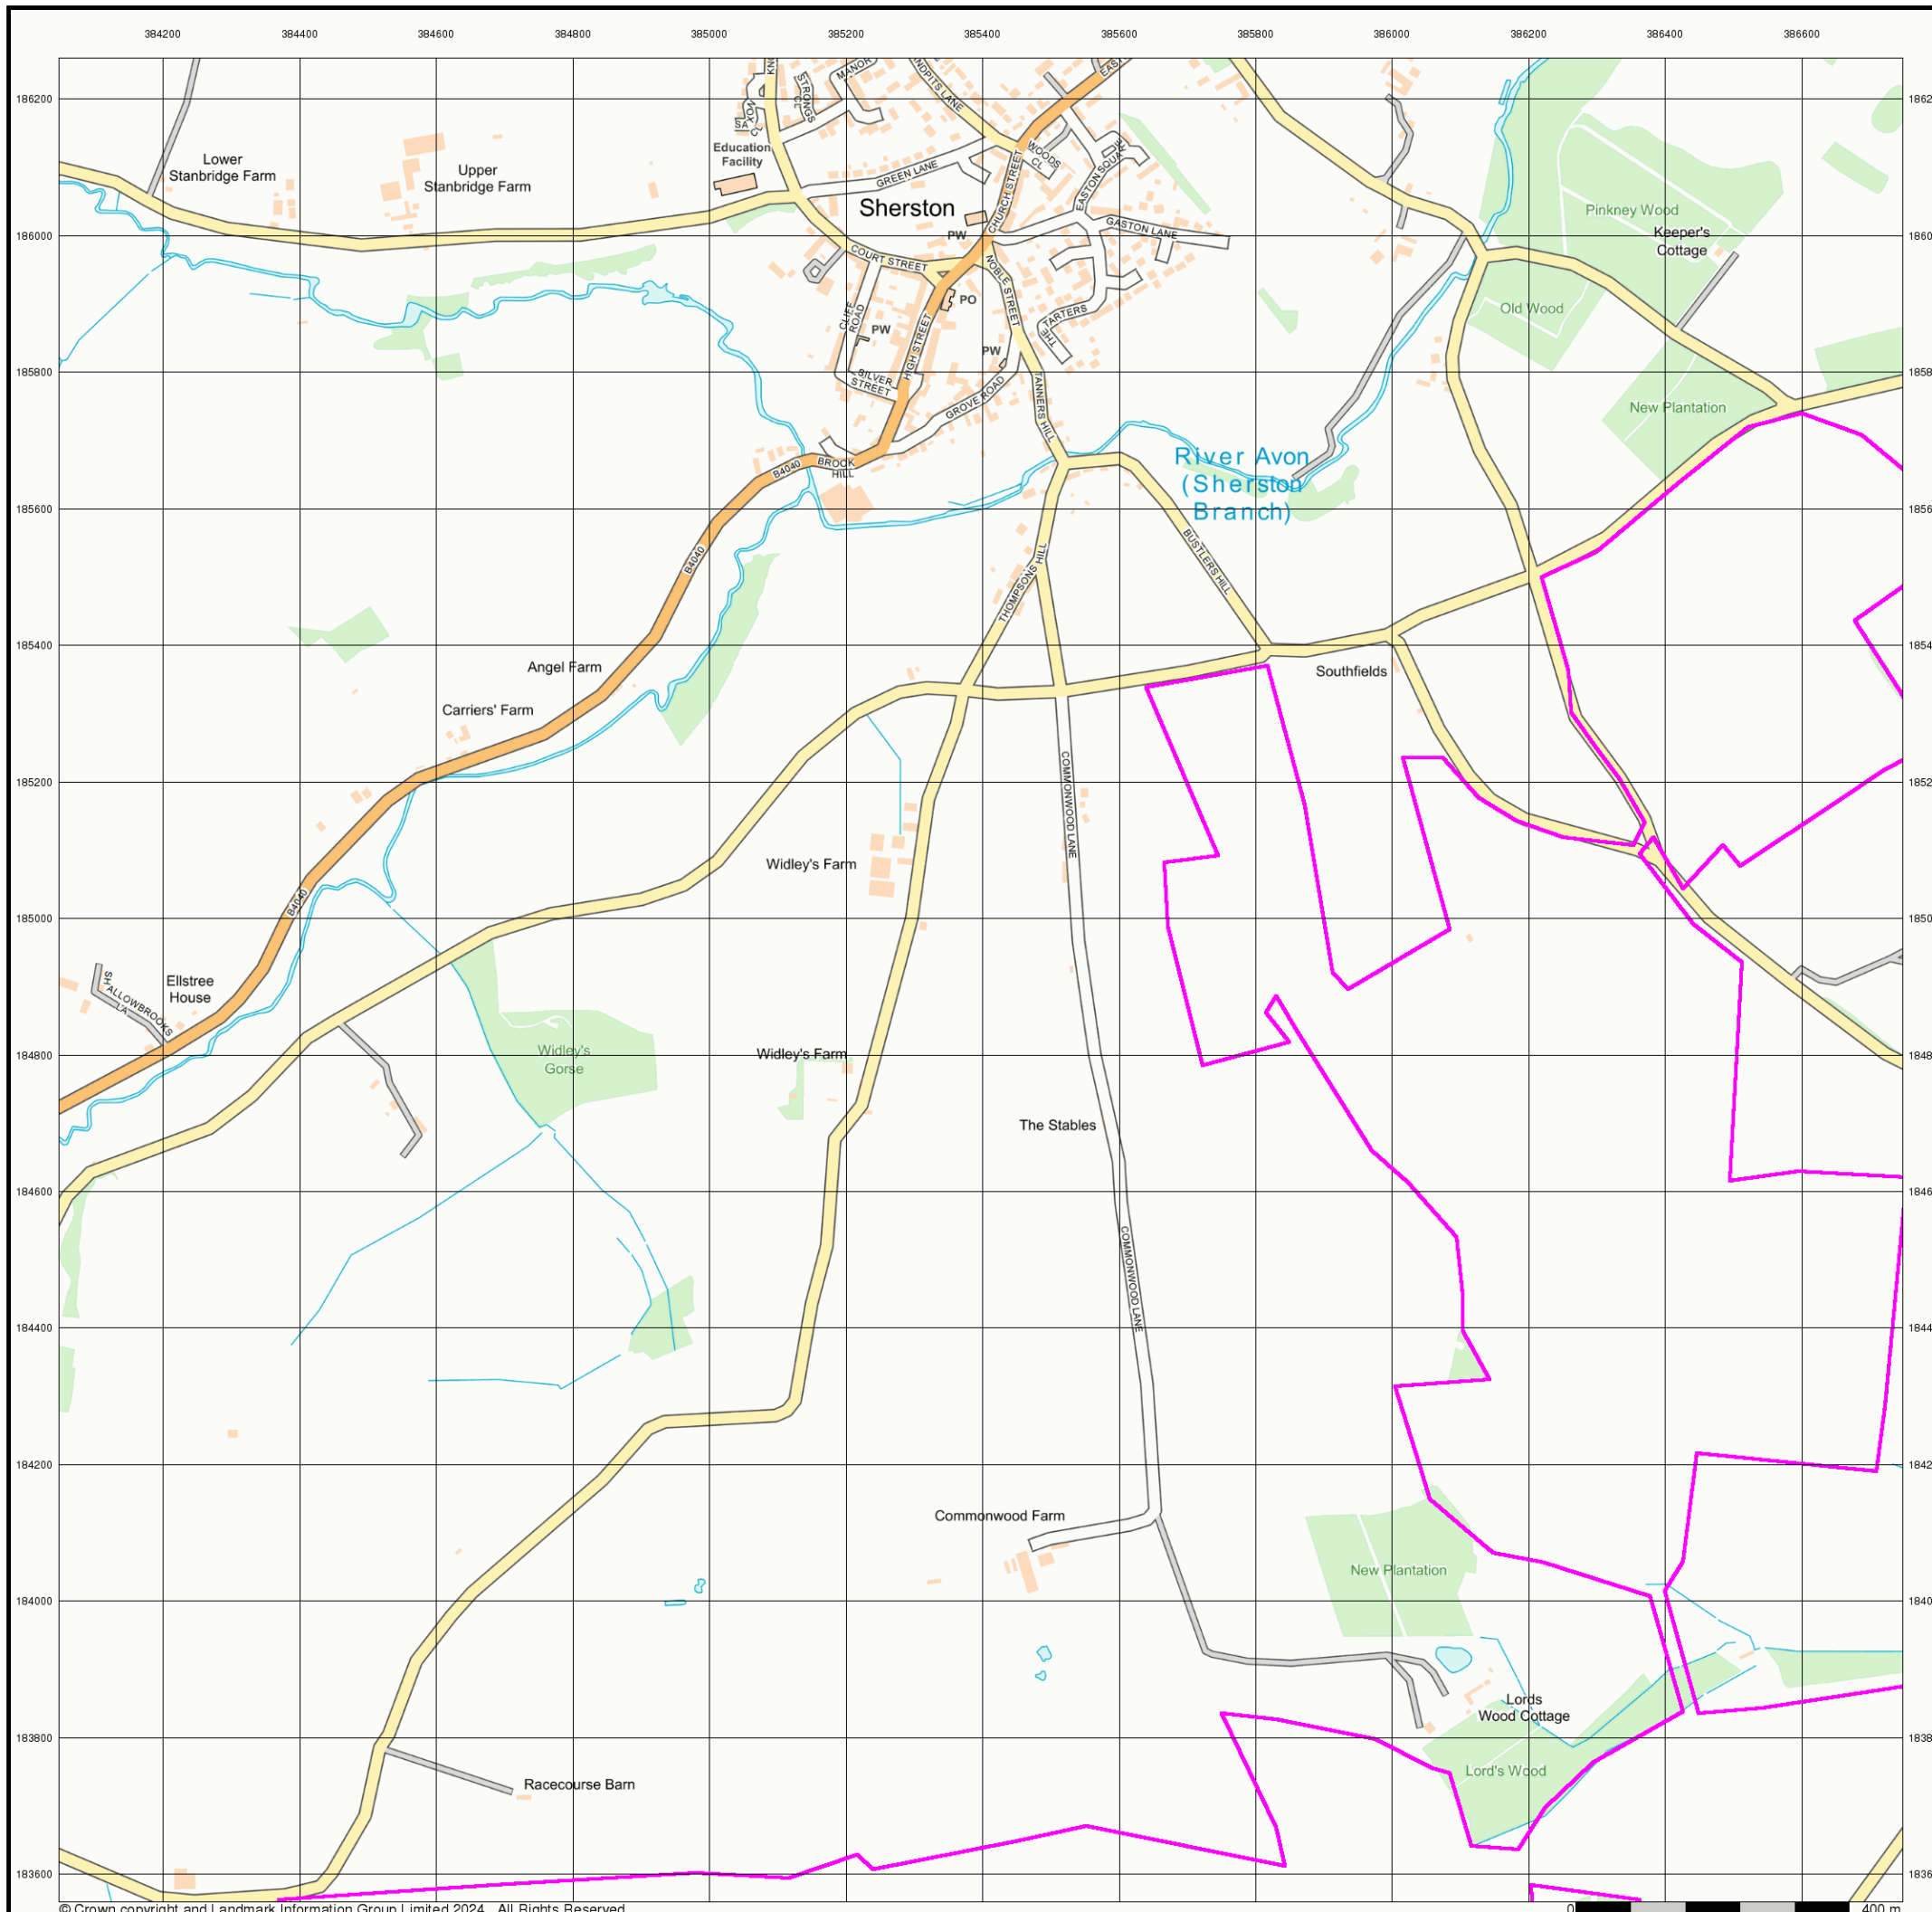 384200 384400 384600 384800 385000 385200 385400 385600 385800 386000 386200 386400 386600
186200
186000
185800
185600
185400
185200
185000
184800
184600
184400
184200
184000
183800
183600
MANOR
STRONGS
CL
SA
Education
Facility
Lower
Stanbridge Farm
Upper
Stanbridge Farm
GREEN LANE
WOODS
CL
EASTON SQUARE
CHURCH STREET
Sherston
GASTON LANE
PW
COURT STREET
NOBLE STREET
PO
CLIFF
ROAD
PW
HIGH STREET
THE
TARTERS
PW
SILVER
STREET
GROVE ROAD
TANNERS HILL
BROOK
HILL
B4040
Pinkney Wood
Keeper's
Cottage
Old Wood
New Plantation
River Avon
(Sherston
Branch)
BUSTLERS HILL
B4040
THOMPSONS HILL
Angel Farm
Southfields
Carriers' Farm
COMMONWOOD LANE
Widley's Farm
B4040
Ellstree
House
SHALLOWBROOKS
LA
Widley's
Gorse
Widley's Farm
The Stables
COMMONWOOD LANE
Commonwood Farm
New Plantation
Lords
Wood Cottage
Lord's Wood
Racecourse Barn
© Crown copyright and Landmark Information Group Limited 2024. All Rights Reserved
0 400 m